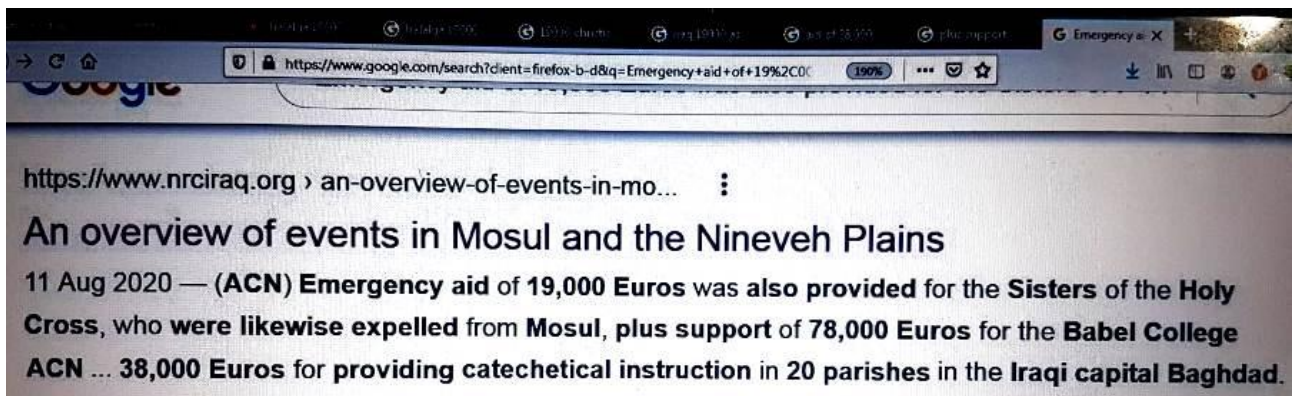 Emergency a
https://www.google.com/search?client=firefox-b-d&q=Emergency+aid+of+19%2C0
190%
https://www.nrciraq.org › an-overview-of-events-in-mo...
An overview of events in Mosul and the Nineveh Plains
11 Aug 2020 — (ACN) Emergency aid of 19,000 Euros was also provided for the Sisters of the Holy
Cross, who were likewise expelled from Mosul, plus support of 78,000 Euros for the Babel College
ACN ... 38,000 Euros for providing catechetical instruction in 20 parishes in the Iraqi capital Baghdad.